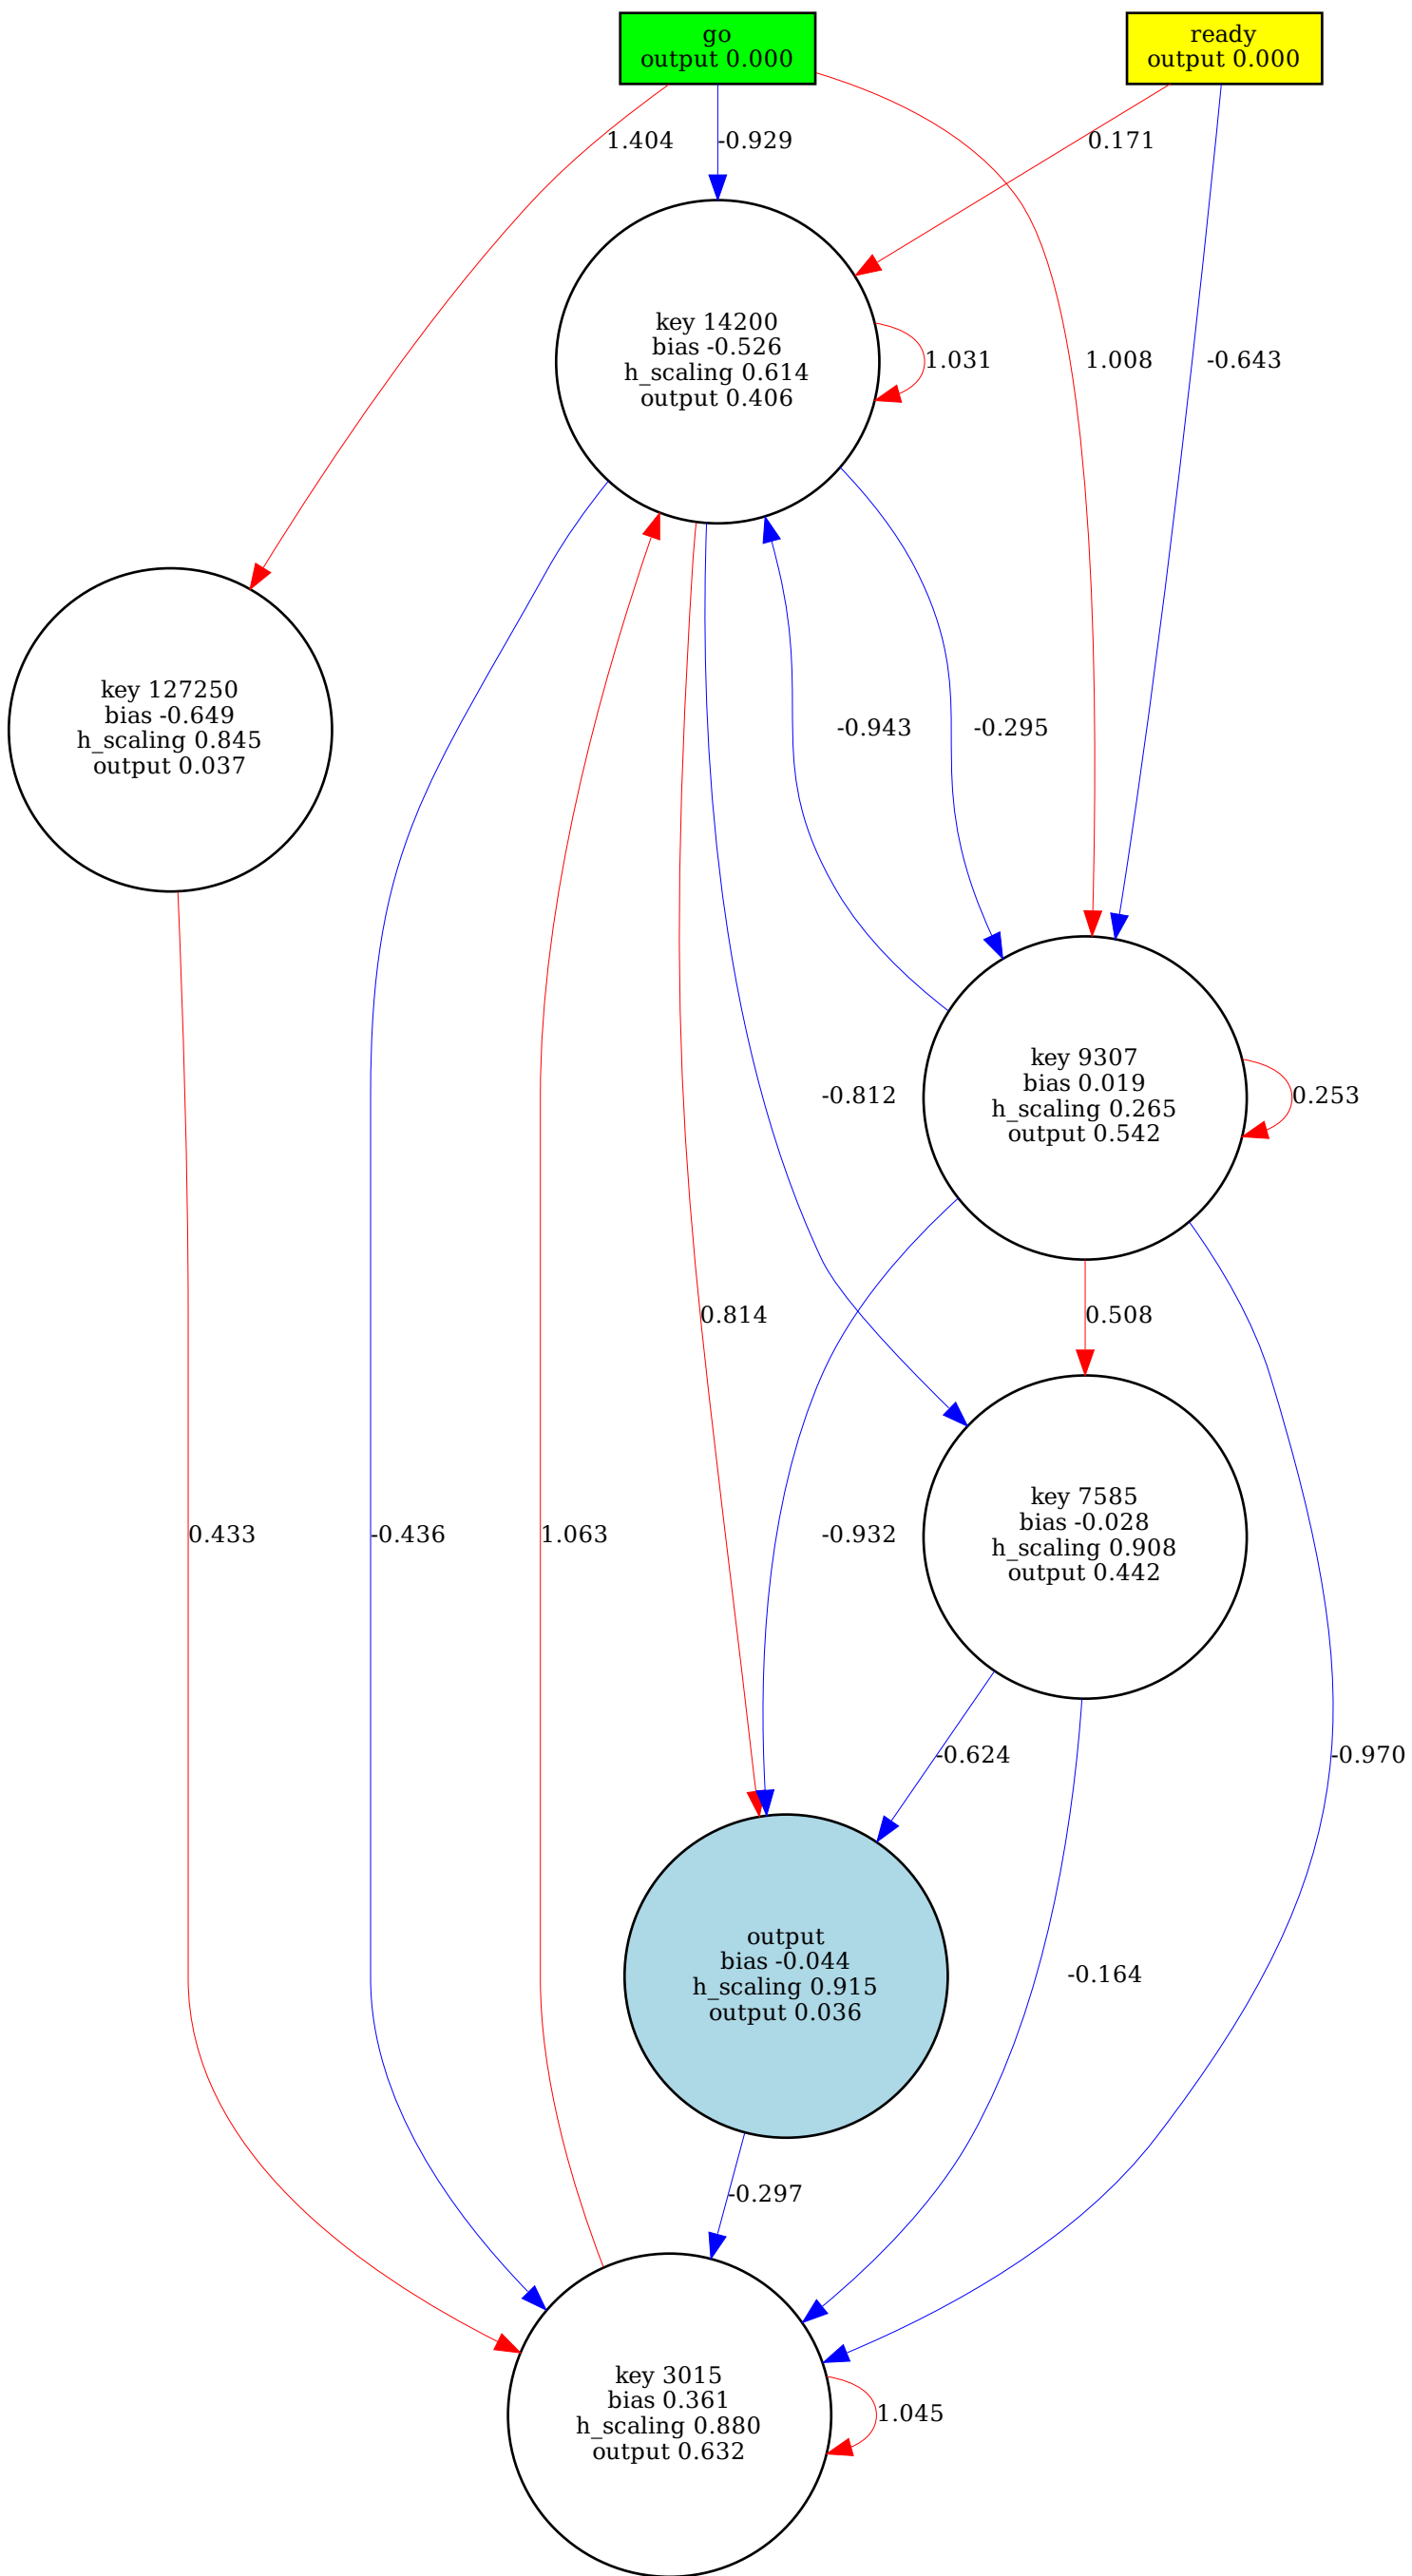 go
output 0.000
ready
output 0.000
1.404
-0.929
0.171
key 14200
bias -0.526
h_scaling 0.614
output 0.406
1.031
1.008
-0.643
key 127250
bias -0.649
h_scaling 0.845
output 0.037
-0.943
-0.295
key 9307
bias 0.019
h_scaling 0.265
output 0.542
-0.812
0.253
0.814
0.508
key 7585
bias -0.028
h_scaling 0.908
output 0.442
0.433
-0.436
1.063
-0.932
-0.624
-0.970
output
bias -0.044
h_scaling 0.915
output 0.036
-0.164
-0.297
key 3015
bias 0.361
h_scaling 0.880
output 0.632
1.045